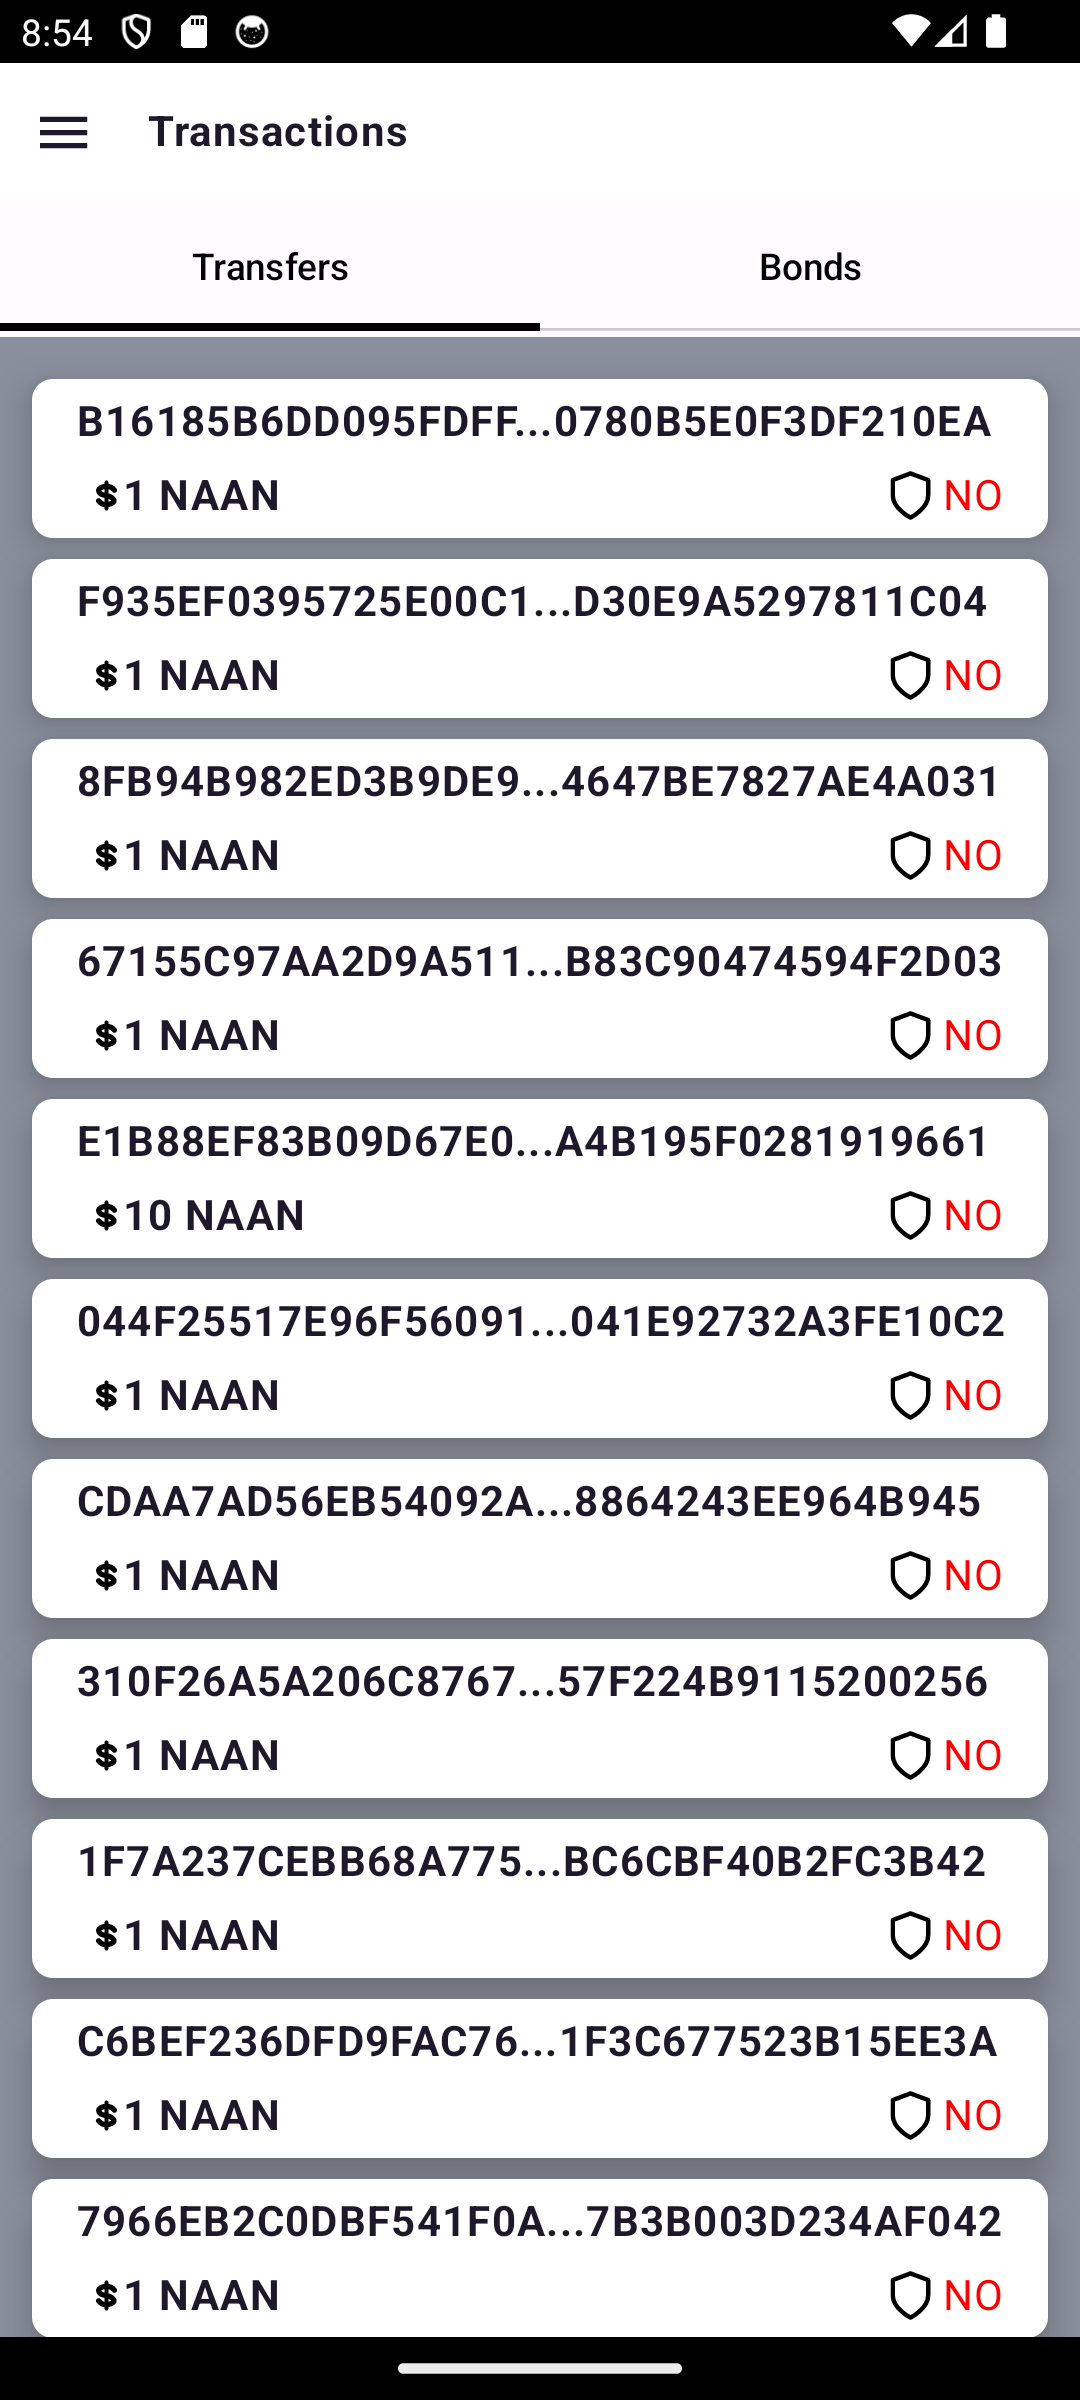 8:54
Transactions
Transfers
Bonds
B16185B6DD095FDFF...0780B5E0F3DF210EA
$1 NAAN
NO
F935EF0395725E00C1...D30E9A5297811C04
$1 NAAN
NO
8FB94B982ED3B9DE9...4647BE7827AE4A031
$1 NAAN
NO
67155C97AA2D9A511...B83C90474594F2D03
$1 NAAN
NO
E1B88EF83B09D67E0...A4B195F0281919661
$10 NAAN
NO
044F25517E96F56091...041E92732A3FE10C2
$1 NAAN
NO
CDAA7AD56EB54092A...8864243EE964B945
$1 NAAN
NO
310F26A5A206C8767...57F224B9115200256
$1 NAAN
NO
1F7A237CEBB68A775...BC6CBF40B2FC3B42
$1 NAAN
NO
C6BEF236DFD9FAC76...1F3C677523B15EE3A
$1 NAAN
NO
7966EB2C0DBF541F0A...7B3B003D234AF042
$1 NAAN
NO